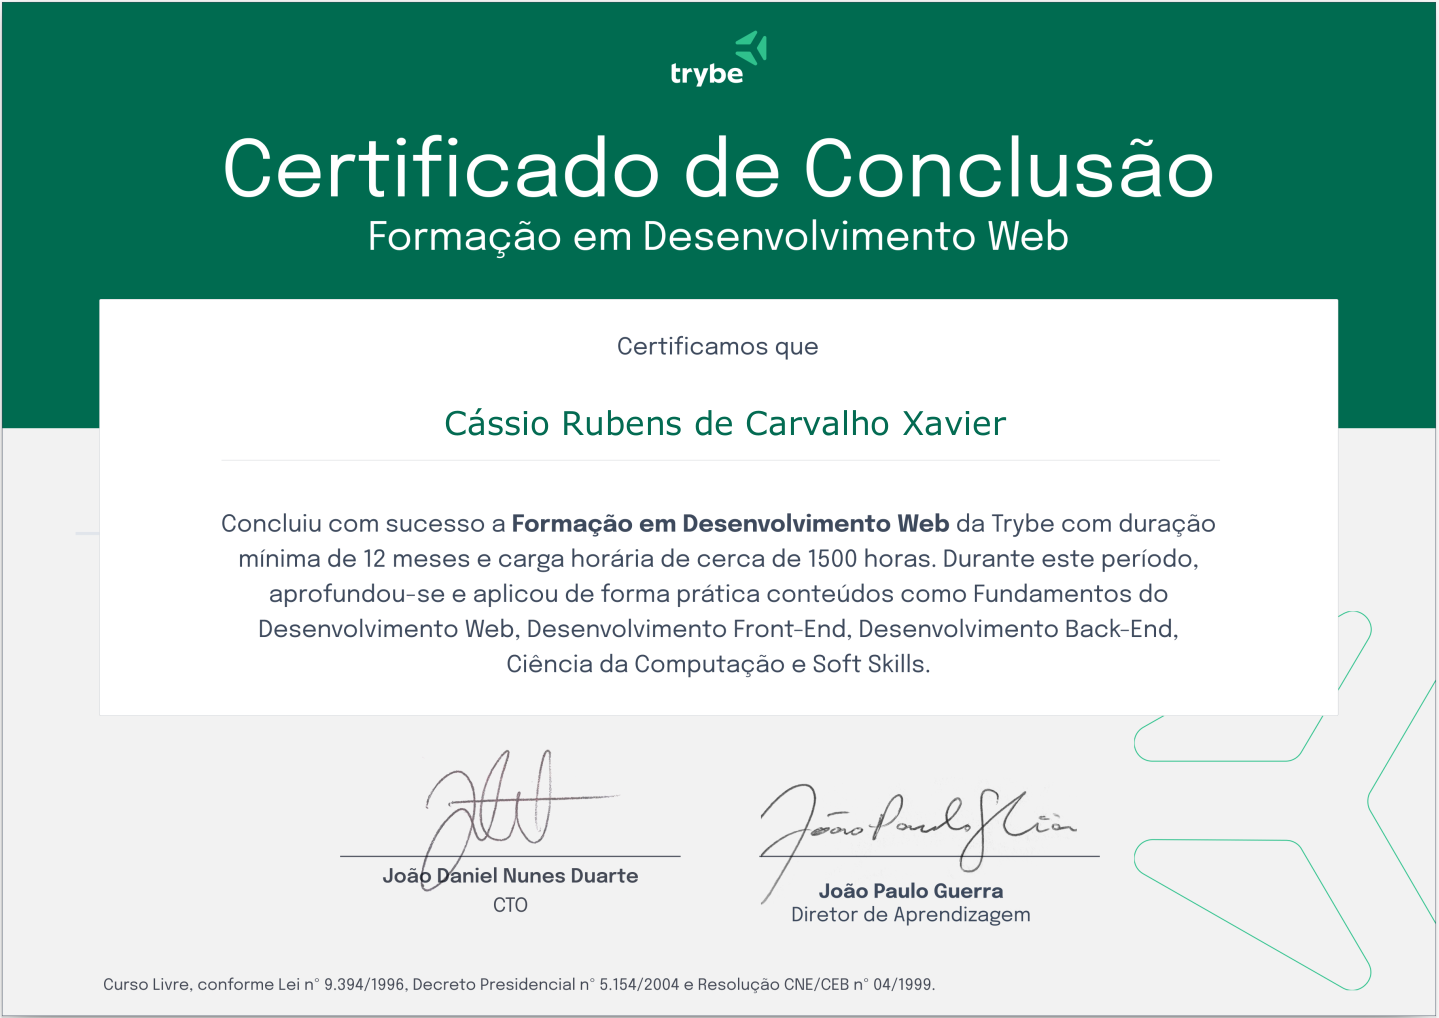 trybe
Certificado de Conclusão
Formação em Desenvolvimento Web
Certificamos que
Cássio Rubens de Carvalho Xavier
Concluiu com sucesso a Formação em Desenvolvimento Web da Trybe com duração
mínima de 12 meses e carga horária de cerca de 1500 horas. Durante este período,
aprofundou-se e aplicou de forma prática conteúdos como Fundamentos do
Desenvolvimento Web, Desenvolvimento Front-End, Desenvolvimento Back-End,
Ciência da Computação e Soft Skills.
João Daniel Nunes Duarte
CTO
João Paulo Guerra
Diretor de Aprendizagem
Curso Livre, conforme Lei n° 9.394/1996, Decreto Presidencial n° 5.154/2004 e Resolução CNE/CEB n° 04/1999.